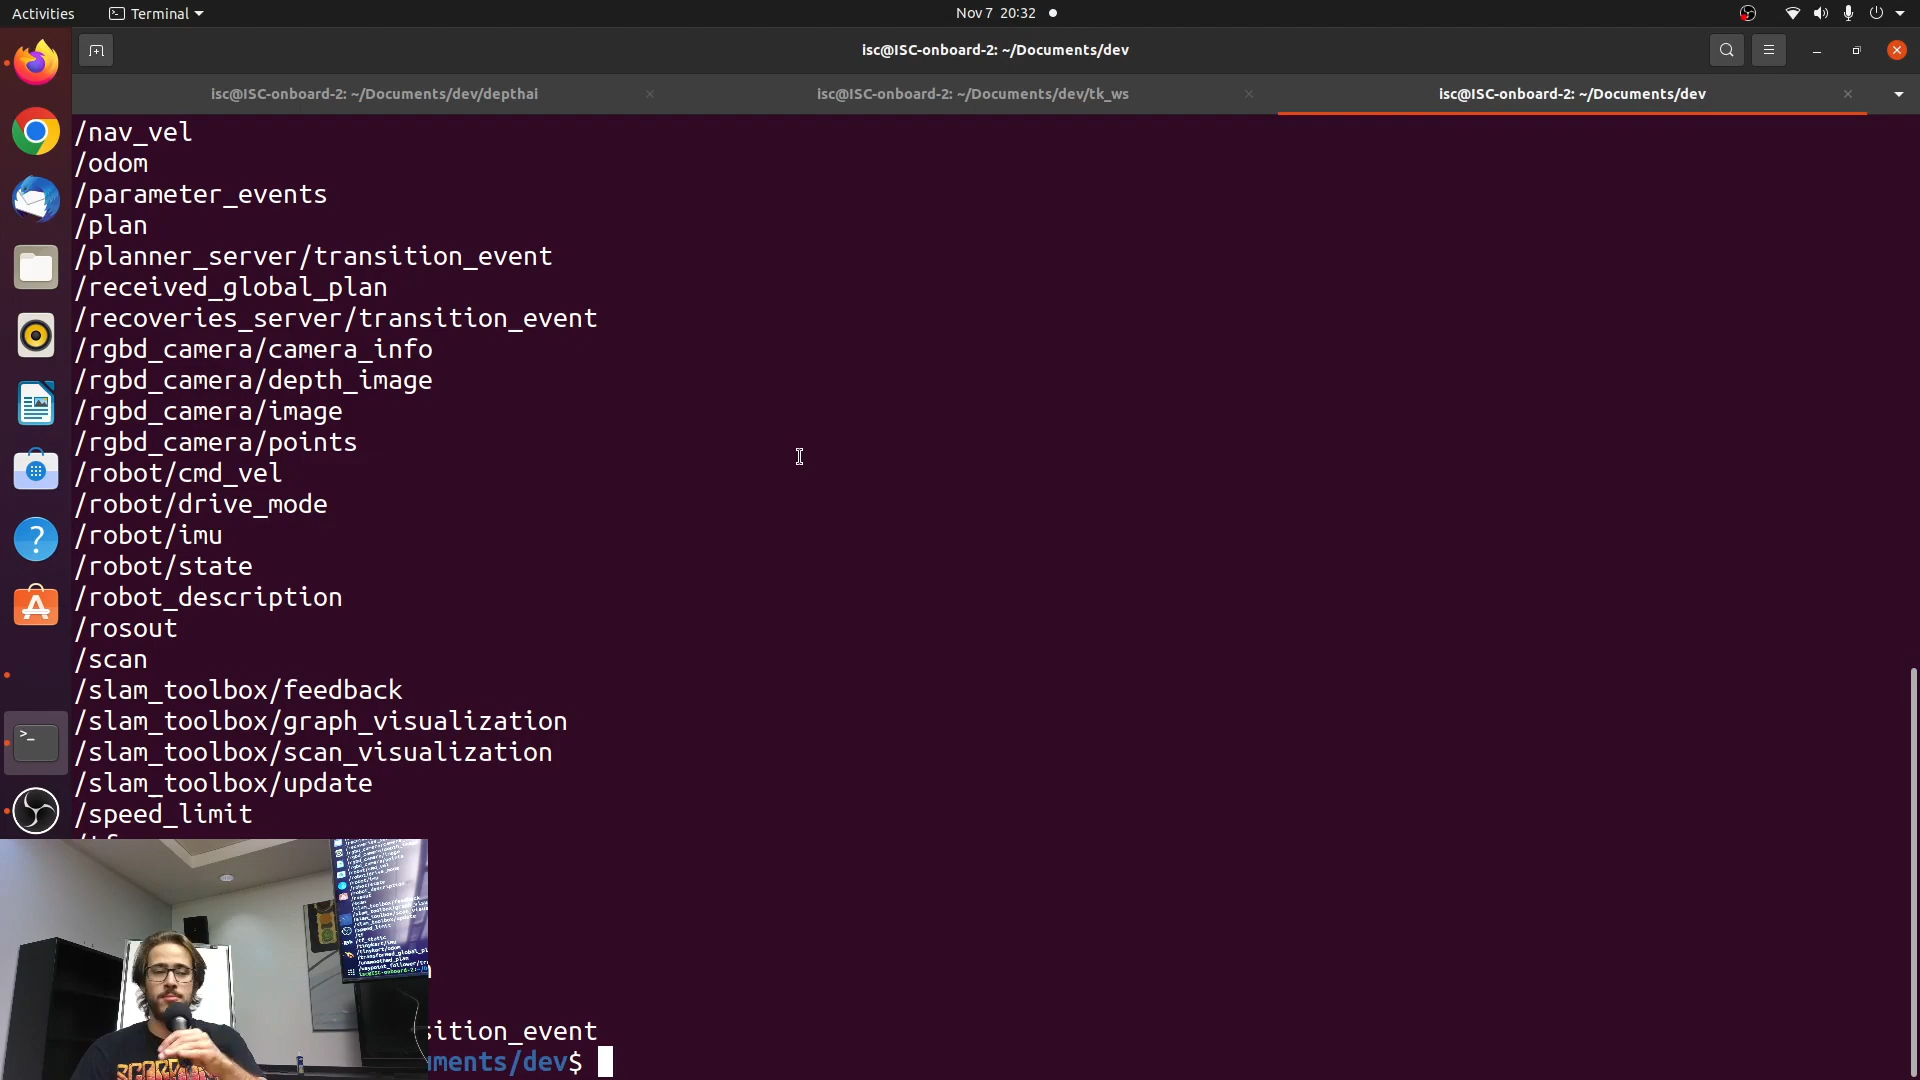 Activities
Terminal
Nov 7 20:32
isc@ISC-onboard-2: ~/Documents/dev
isc@ISC-onboard-2: ~/Documents/dev/depthai
isc@ISC-onboard-2: ~/Documents/dev/tk_ws
isc@ISC-onboard-2: ~/Documents/dev
/nav_vel
/odom
/parameter_events
/plan
/planner_server/transition_event
/received_global_plan
/recoveries_server/transition_event
/rgbd_camera/camera_info
/rgbd_camera/depth_image
/rgbd_camera/image
/rgbd_camera/points
/robot/cmd_vel
/robot/drive_mode
/robot/imu
/robot/state
/robot_description
/rosout
/scan
/slam_toolbox/feedback
/slam_toolbox/graph_visualization
/slam_toolbox/scan_visualization
/slam_toolbox/update
/speed_limit
sition_event
uments/dev$